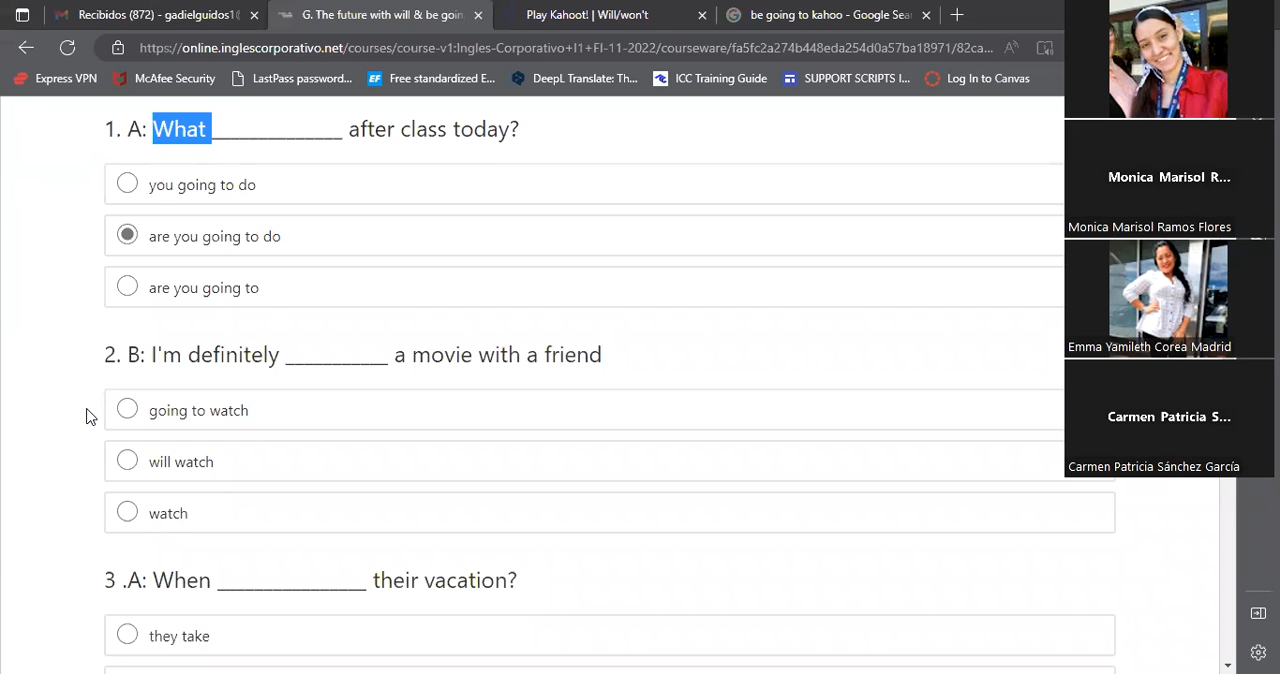 Recibidos (872) - gadielguidos1@
G. The future with will & be goin
Play Kahoot! | Will/won't
be going to kahoo - Google Sear
https://online.inglescorporativo.net/courses/course-v1:Ingles-Corporativo+I1+FI-11-2022/courseware/fa5fc2a274b448eda254d0a57ba18971/82ca...
Express VPN
McAfee Security
LastPass password...
Free standardized E...
DeepL Translate: Th...
ICC Training Guide
SUPPORT SCRIPTS I...
Log In to Canvas
1. A: What ______________ after class today?
you going to do
are you going to do
are you going to
2. B: I'm definitely ___________ a movie with a friend
going to watch
will watch
watch
3 .A: When ________________ their vacation?
they take
Monica Marisol R...
Monica Marisol Ramos Flores
Emma Yamileth Corea Madrid
Carmen Patricia S...
Carmen Patricia Sánchez García